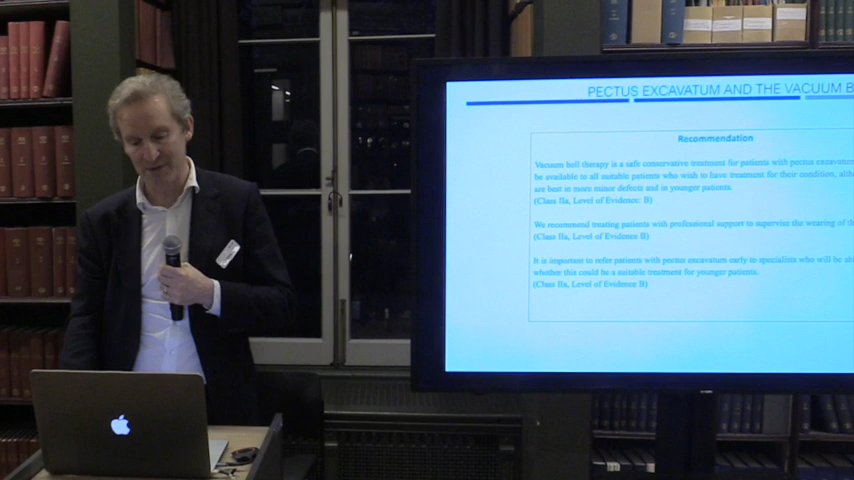 PECTUS EXCAVATUM AND THE VACUUM B
Recommendation
Vacuum bell therapy is a safe conservative treatment for patients with pectus excavatum
be available to all suitable patients who wish to have treatment for their condition,
are best in more minor defects and in younger patients.
(Class IIa, Level of Evidence: B)
We recommend treating patients with professional support to supervise the wearing of
(Class IIa, Level of Evidence B)
It is important to refer patients with pectus excavatum early to specialists who will be
whether this could be a suitable treatment for younger patients.
(Class IIa, Level of Evidence B)